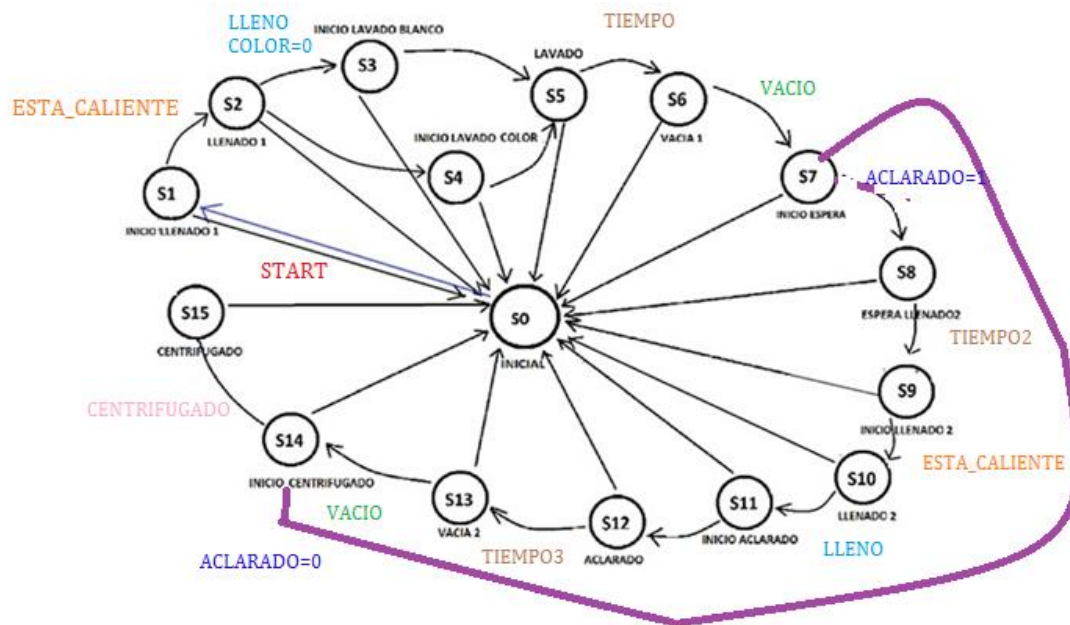 LLENO
COLOR=0
INICIO LAVADO BLANCO
TIEMPO
S3
LAVADO
ESTA_CALIENTE
S2
S5
S6
VACIO
LLENADO 1
INICIO LAVADO COLOR
VACIA 1
S4
S1
S7
ACLARADO=1
INICIO LLENADO 1
INICIO ESPERA
START
S8
S15
S0
ESPERA LLENADO2
TIEMPO2
CENTRIFUGADO
INICIAL
S9
CENTRIFUGADO
INICIO LLENADO 2
S14
ESTA_CALIENTE
S10
INICIO CENTRIFUGADO
S13
S11
LLENADO 2
VACIO
VACIA 2
S12
INICIO ACLARADO
LLENO
TIEMPO3
ACLARADO
ACLARADO=0